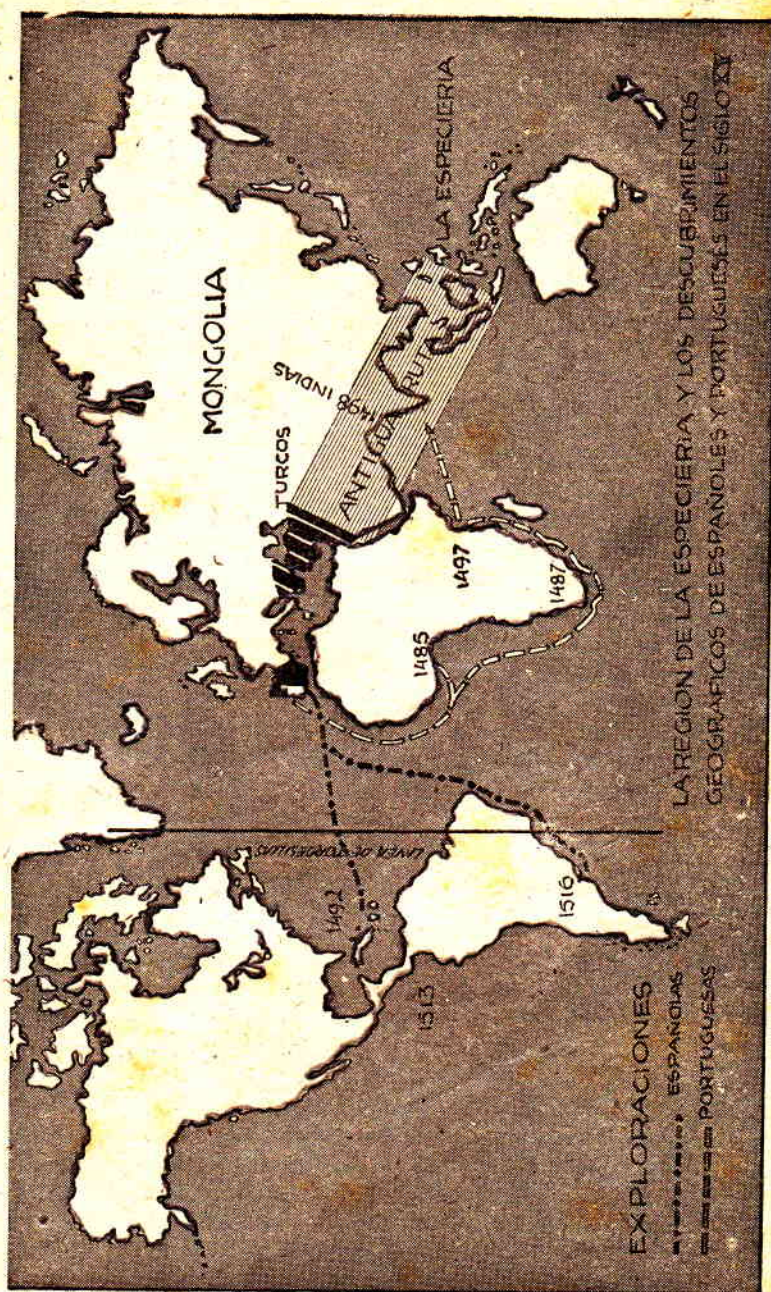 MONGOLIA
TURCOS
1498 INDIAS
ANTIGUA RUTA
LA ESPECIERIA
LINEA DE TORDESILLAS
1492
1513
1516
1485
1497
1487
EXPLORACIONES
ESPAÑOLAS
PORTUGUESAS
LA REGION DE LA ESPECIERIA Y LOS DESCUBRIMIENTOS
GEOGRAFICOS DE ESPAÑOLES Y PORTUGUESES EN EL SIGLO XV